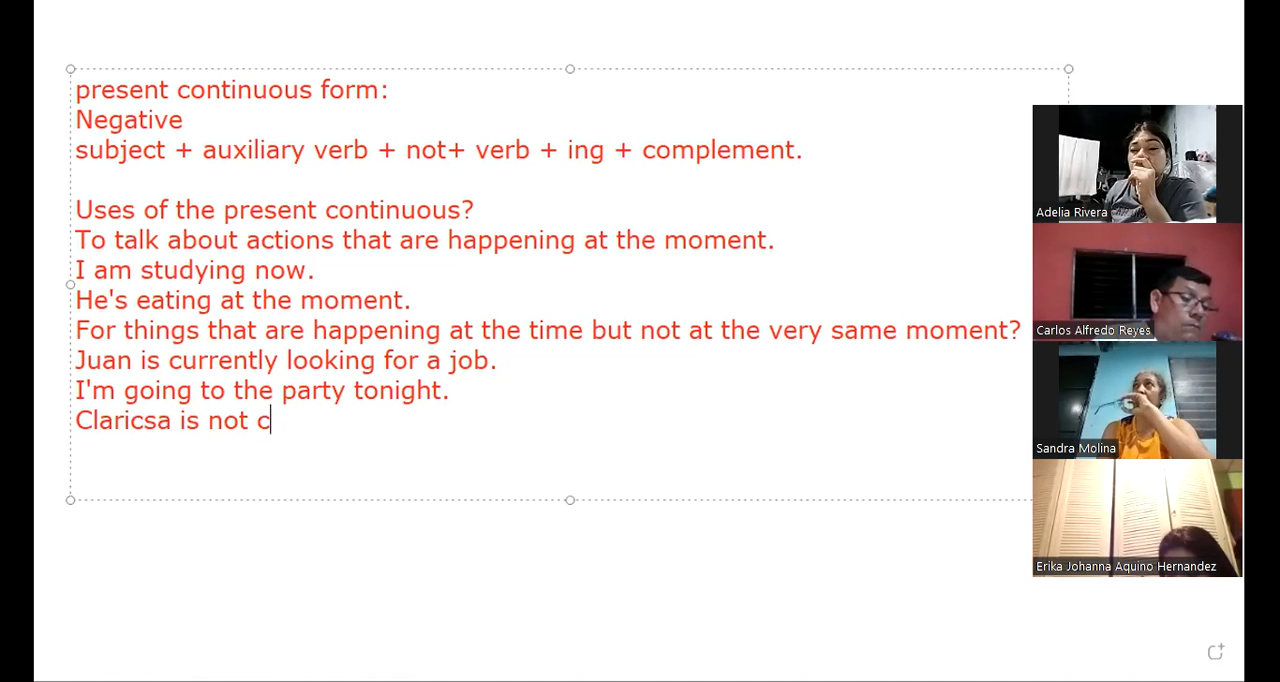 present continuous form:
Negative
subject + auxiliary verb + not+ verb + ing + complement.
Uses of the present continuous?
To talk about actions that are happening at the moment.
I am studying now.
He's eating at the moment.
For things that are happening at the time but not at the very same moment?
Juan is currently looking for a job.
I'm going to the party tonight.
Claricsa is not c
Adelia Rivera
Carlos Alfredo Reyes
Sandra Molina
Erika Johanna Aquino Hernandez